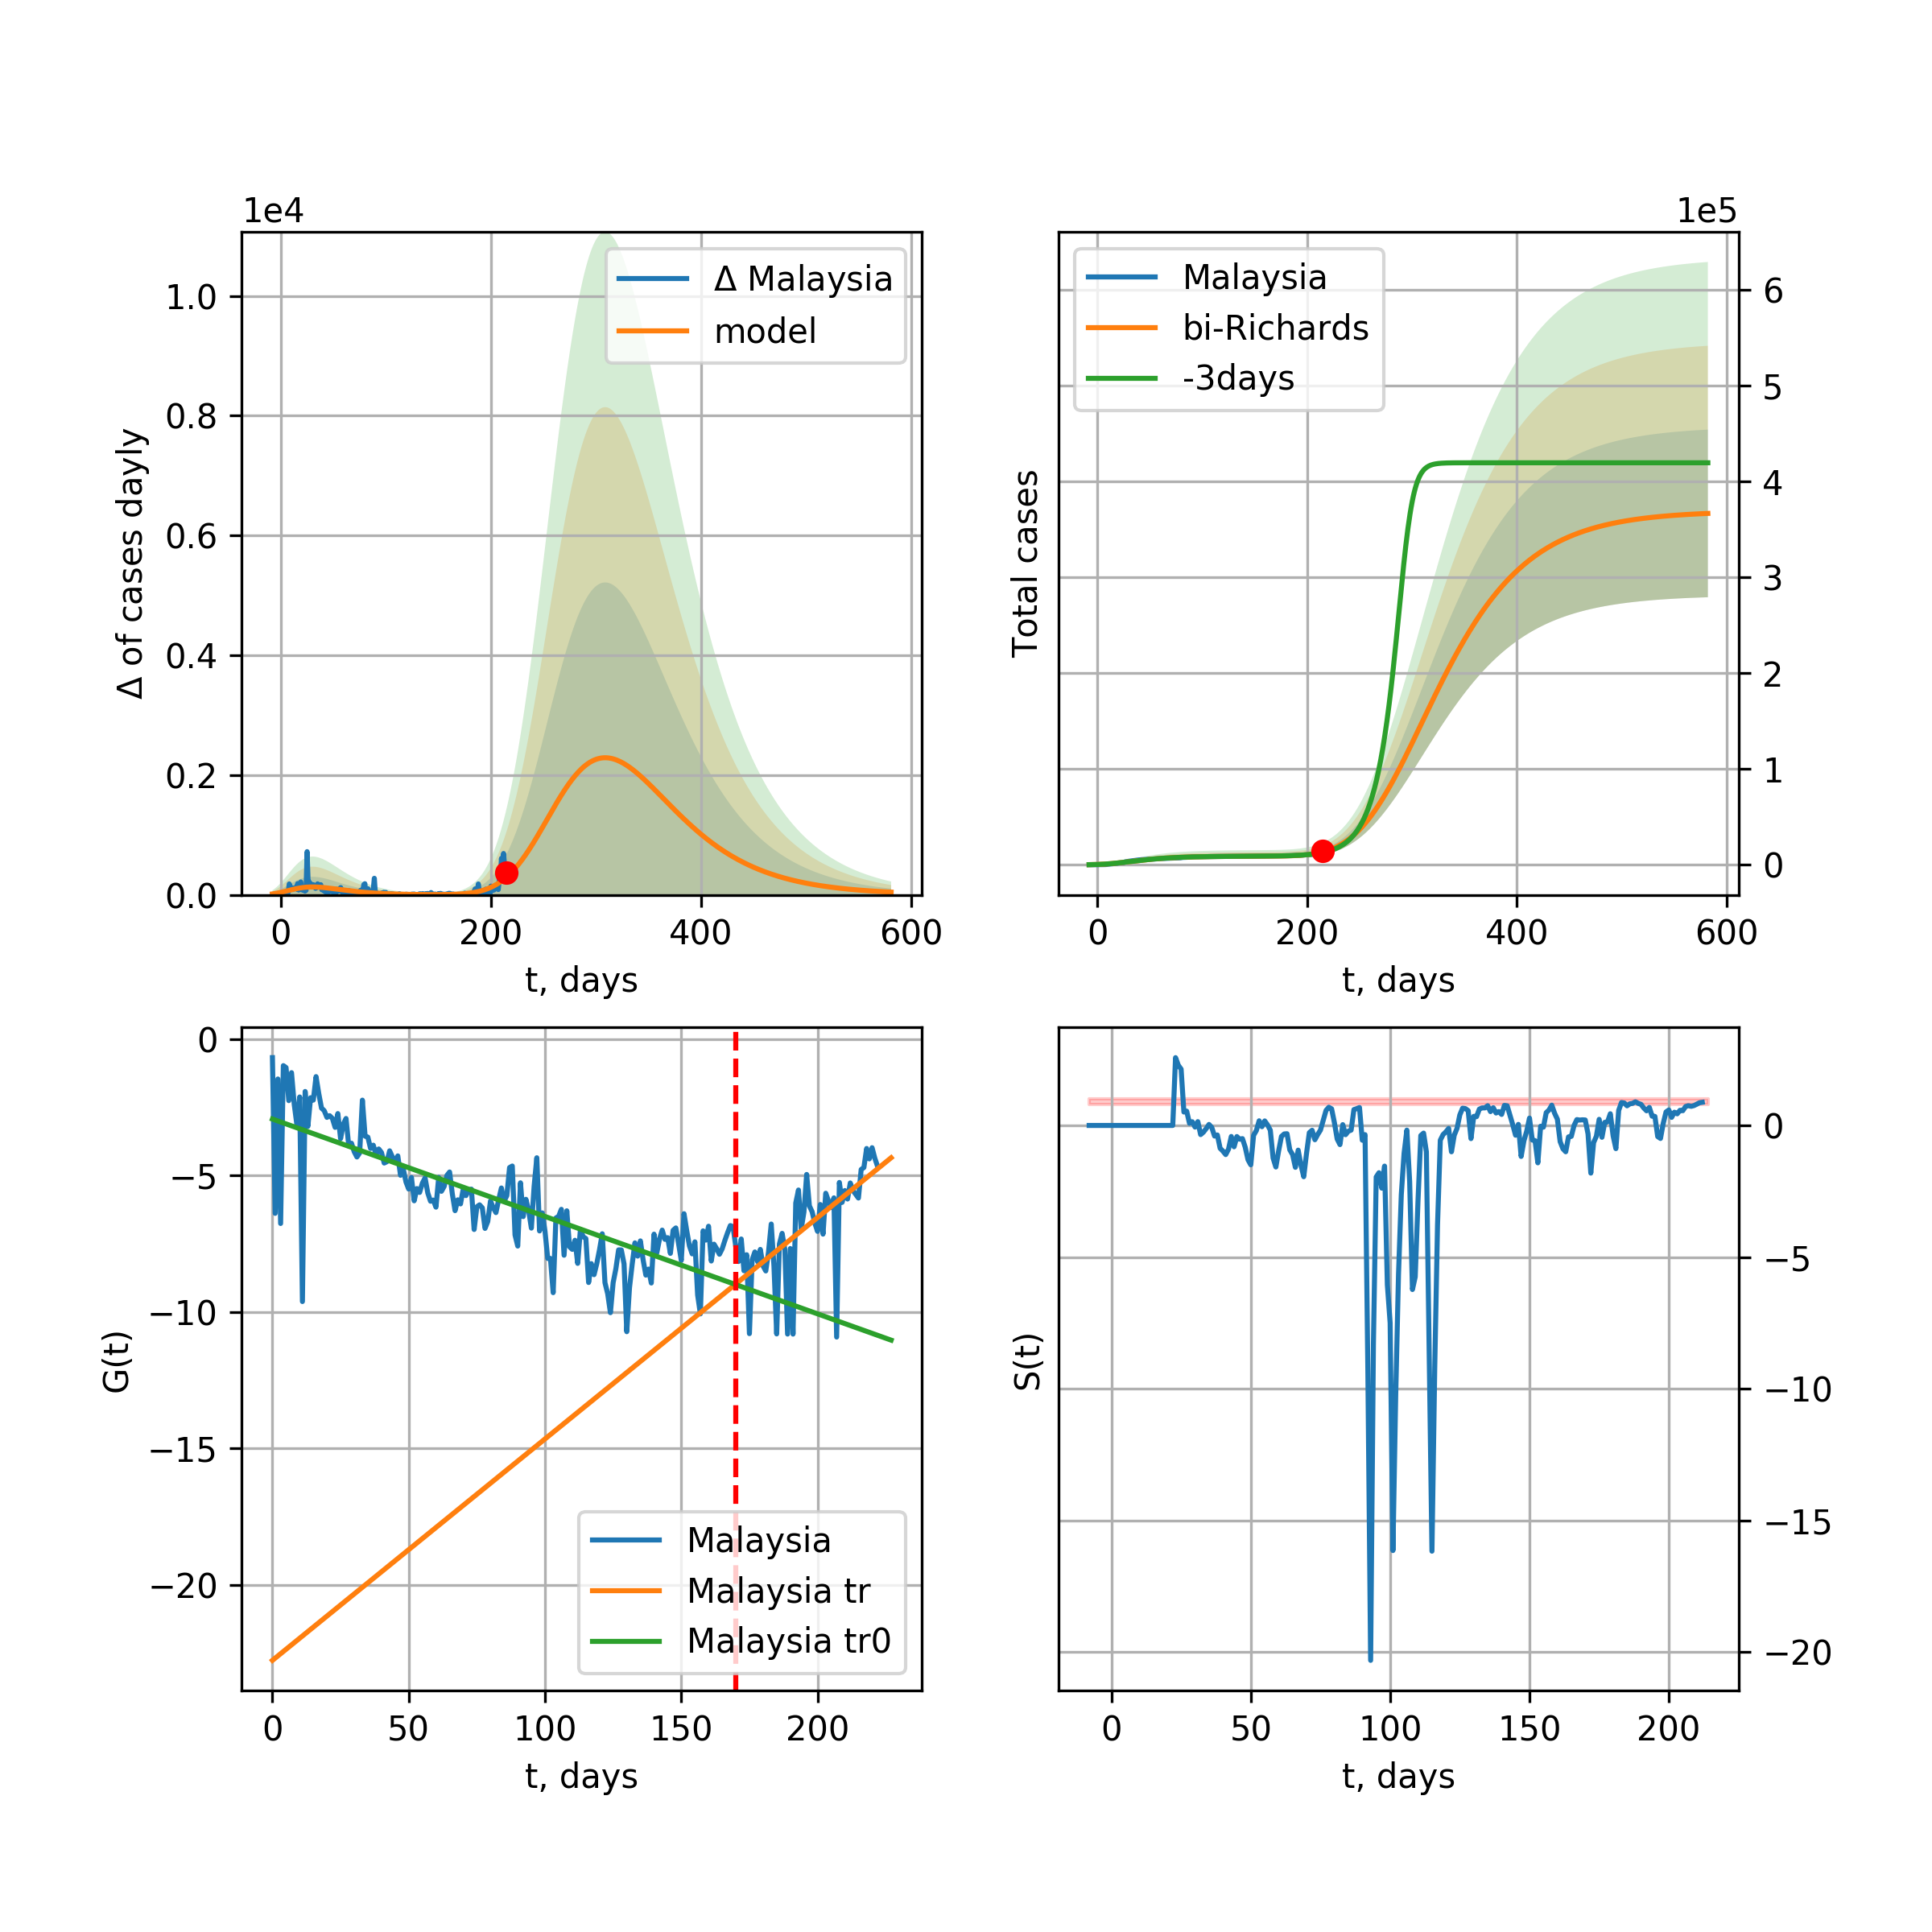 1e4
Δ of cases dayly
1.0
0.8
0.6
0.4
0.2
0.0
Δ Malaysia
model
0 200 400 600
t, days
1e5
Total cases
Malaysia
bi-Richards
-3days
6
5
4
3
2
1
0
0 200 400 600
t, days
G(t)
0
−5
−10
−15
−20
Malaysia
Malaysia tr
Malaysia tr0
0 50 100 150 200
t, days
S(t)
0
−5
−10
−15
−20
0 50 100 150 200
t, days